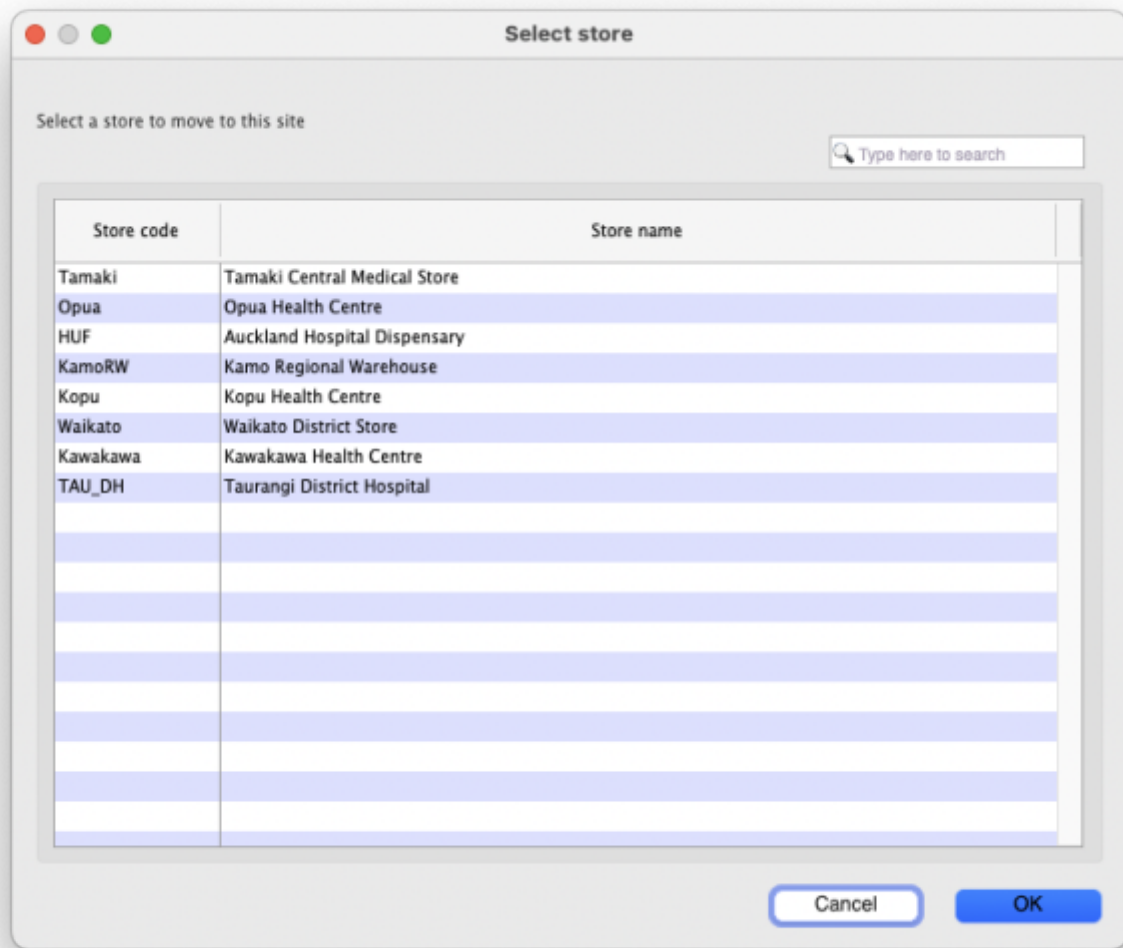 Select store
Select a store to move to this site
Type here to search
Store code Store name
Tamaki Tamaki Central Medical Store
Opua Opua Health Centre
HUF Auckland Hospital Dispensary
KamoRW Kamo Regional Warehouse
Kopu Kopu Health Centre
Waikato Waikato District Store
Kawakawa Kawakawa Health Centre
TAU_DH Taurangi District Hospital
Cancel OK